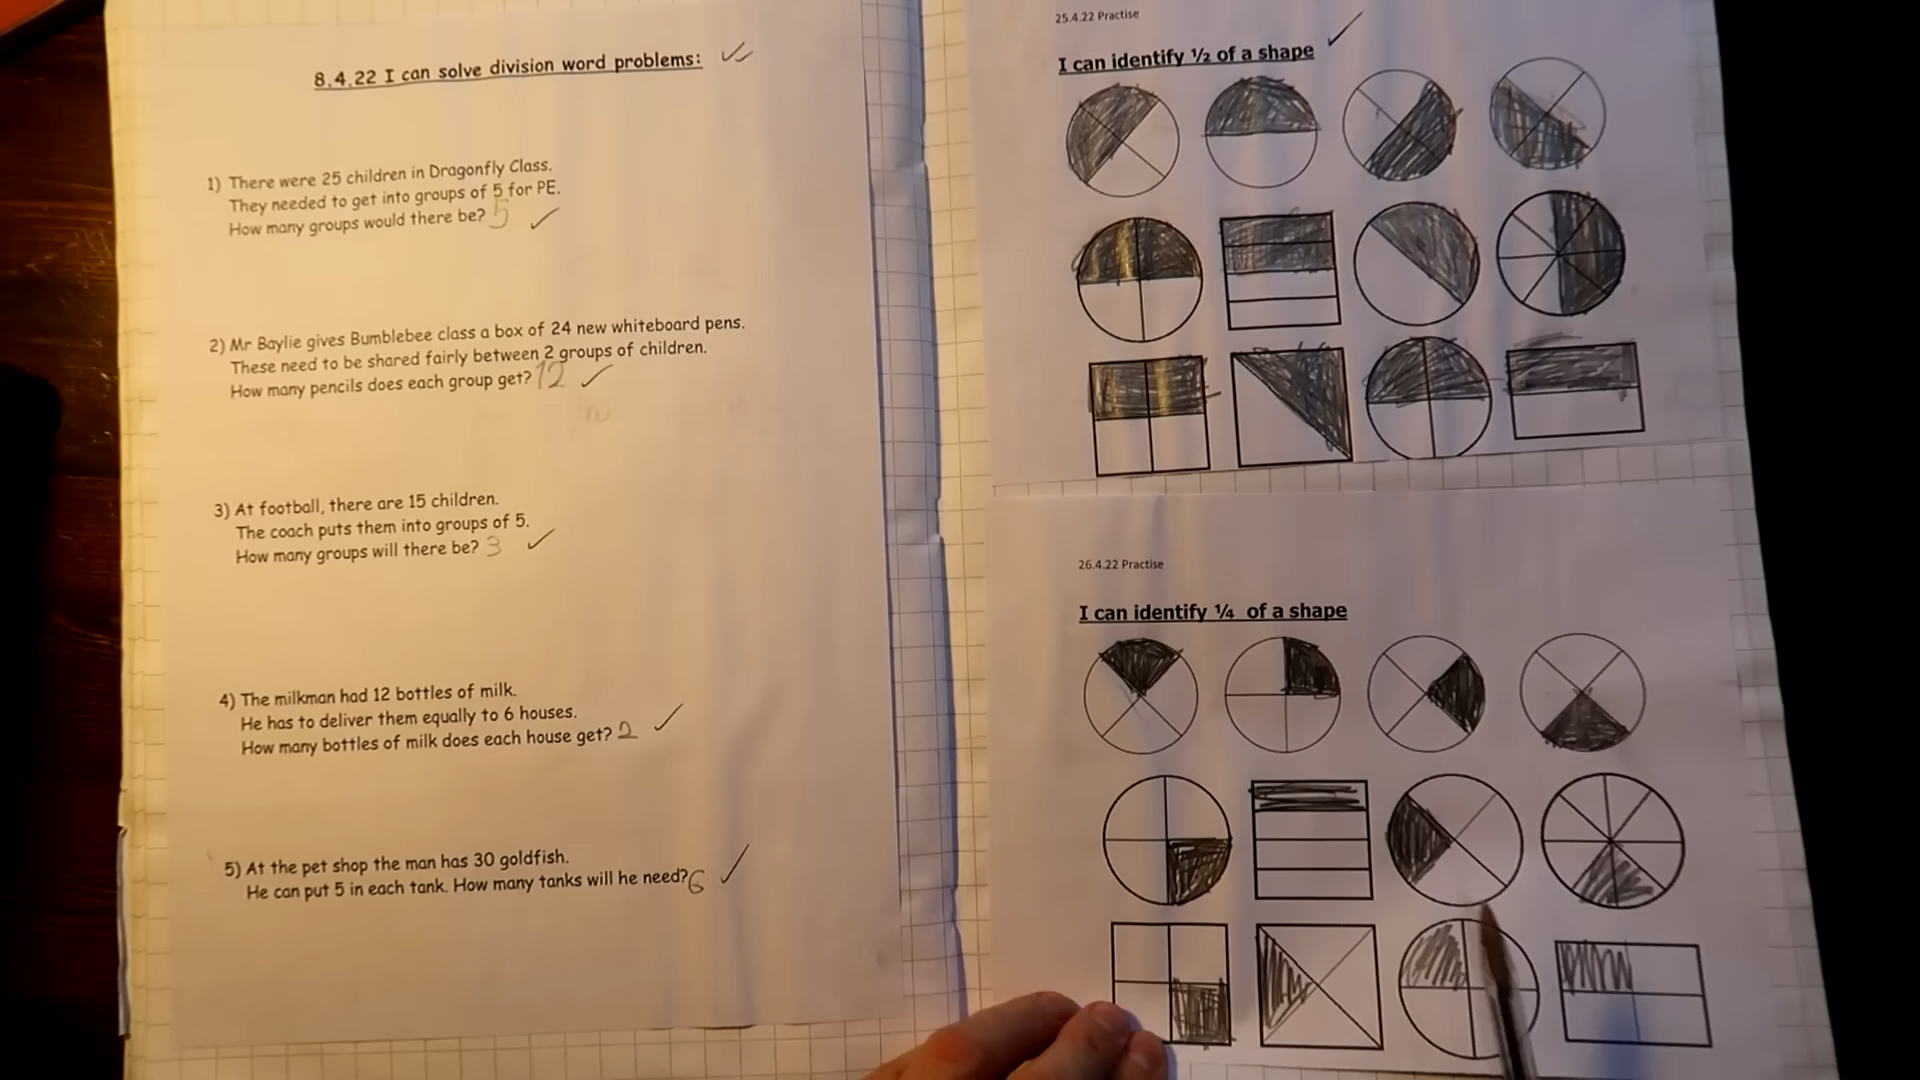 8.4.22 I can solve division word problems:
1) There were 25 children in Dragonfly Class.
They needed to get into groups of 5 for PE.
How many groups would there be? 5
2) Mr Baylie gives Bumblebee class a box of 24 new whiteboard pens.
These need to be shared fairly between 2 groups of children.
How many pencils does each group get? 12
3) At football, there are 15 children.
The coach puts them into groups of 5.
How many groups will there be? 3
4) The milkman had 12 bottles of milk.
He has to deliver them equally to 6 houses.
How many bottles of milk does each house get? 2
5) At the pet shop the man has 30 goldfish.
He can put 5 in each tank. How many tanks will he need? 6
25.4.22 Practise
I can identify ½ of a shape
26.4.22 Practise
I can identify ¼ of a shape